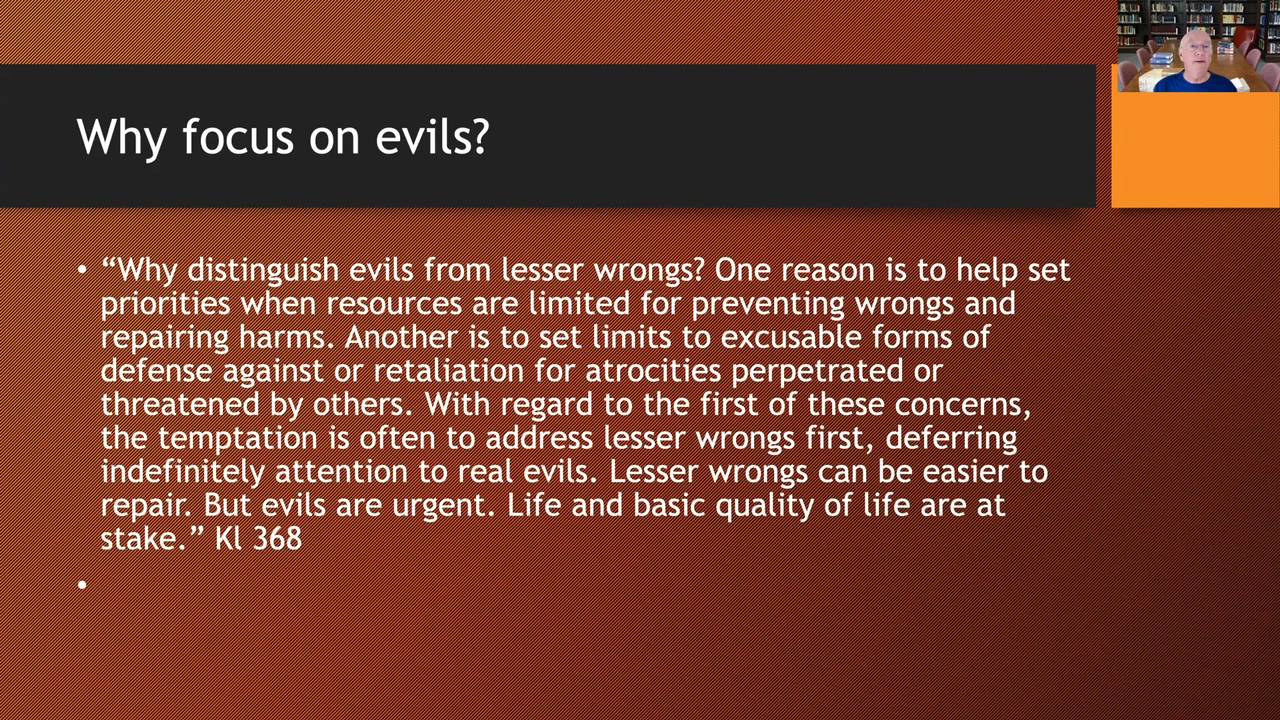 Why focus on evils?
• “Why distinguish evils from lesser wrongs? One reason is to help set
priorities when resources are limited for preventing wrongs and
repairing harms. Another is to set limits to excusable forms of
defense against or retaliation for atrocities perpetrated or
threatened by others. With regard to the first of these concerns,
the temptation is often to address lesser wrongs first, deferring
indefinitely attention to real evils. Lesser wrongs can be easier to
repair. But evils are urgent. Life and basic quality of life are at
stake.” Kl 368
•